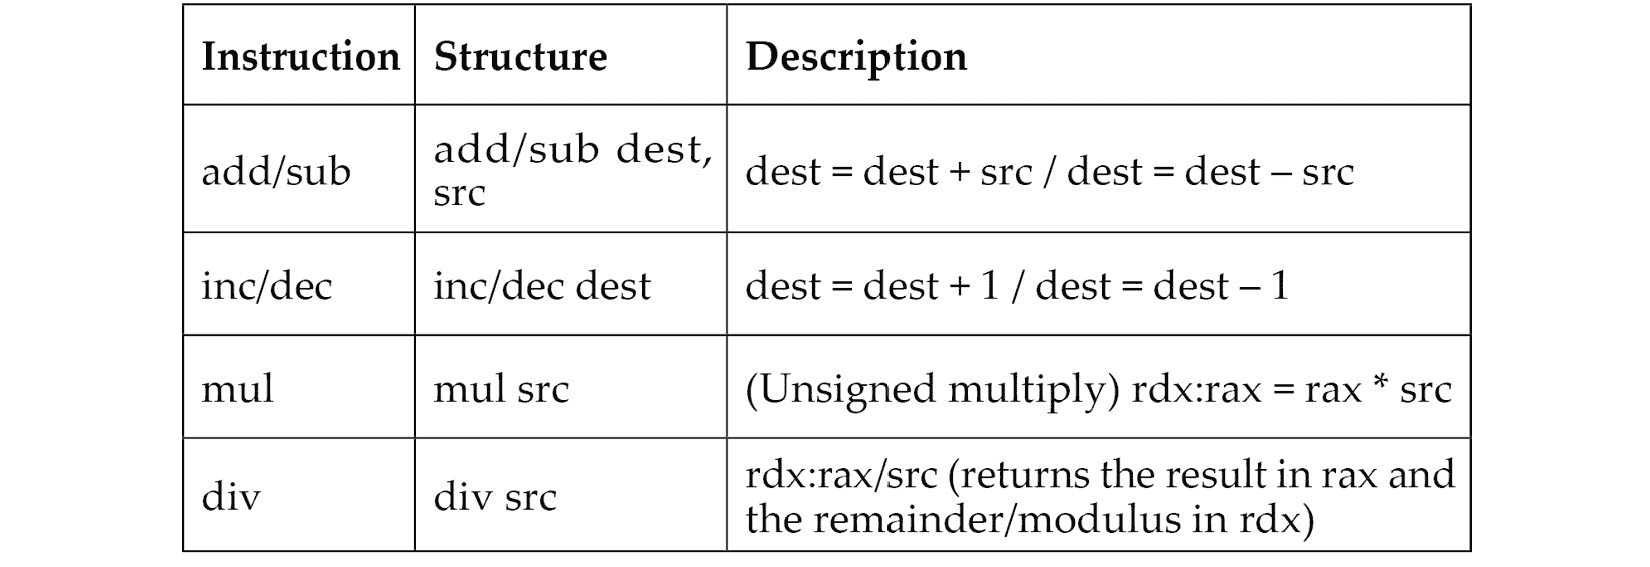 Instruction Structure Description
add/sub add/sub dest, src dest = dest + src / dest = dest – src
inc/dec inc/dec dest dest = dest + 1 / dest = dest – 1
mul mul src (Unsigned multiply) rdx:rax = rax * src
div div src rdx:rax/src (returns the result in rax and
the remainder/modulus in rdx)